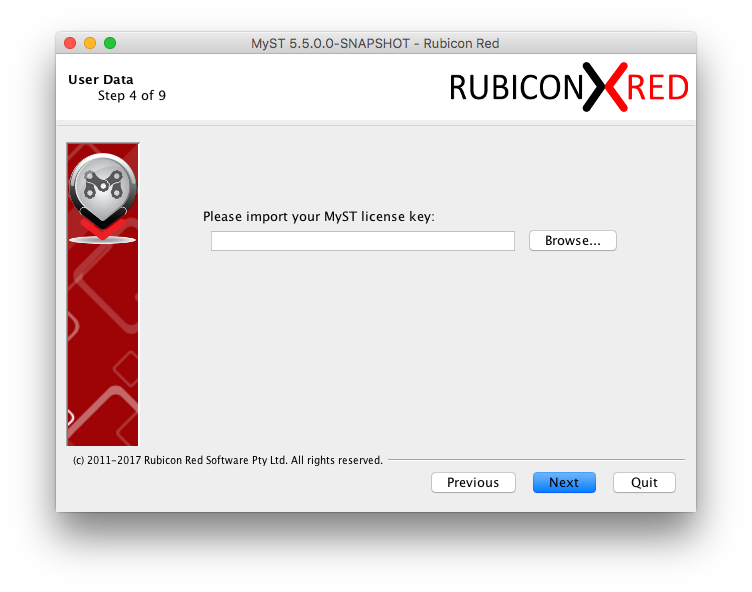 MyST 5.5.0.0-SNAPSHOT - Rubicon Red
User Data
Step 4 of 9
RUBICON RED
Please import your MyST license key:
Browse...
(c) 2011-2017 Rubicon Red Software Pty Ltd. All rights reserved.
Previous Next Quit